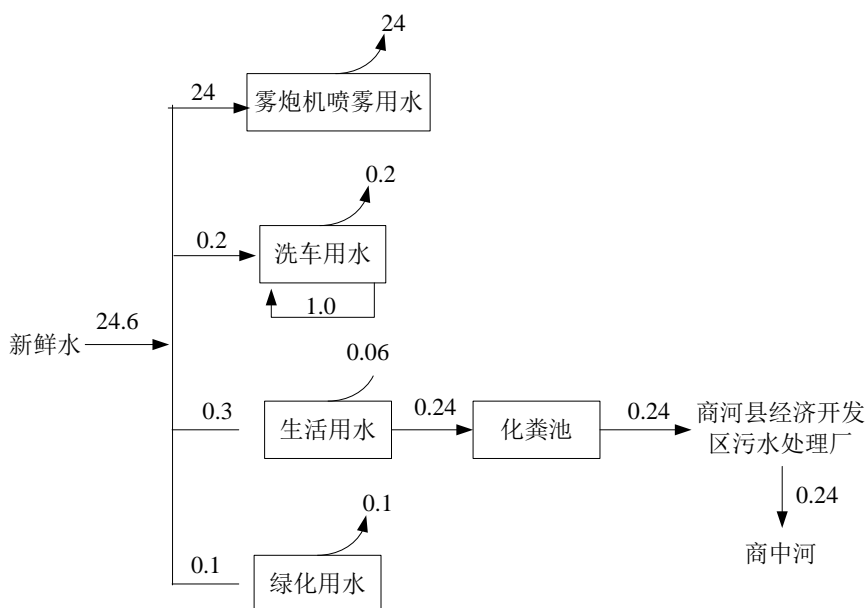 24
24
雾炮机喷雾用水
0.2
0.2
洗车用水
1.0
新鲜水
24.6
0.06
0.3
生活用水
0.24
化粪池
0.24
商河县经济开发
区污水处理厂
0.24
商中河
0.1
0.1
绿化用水